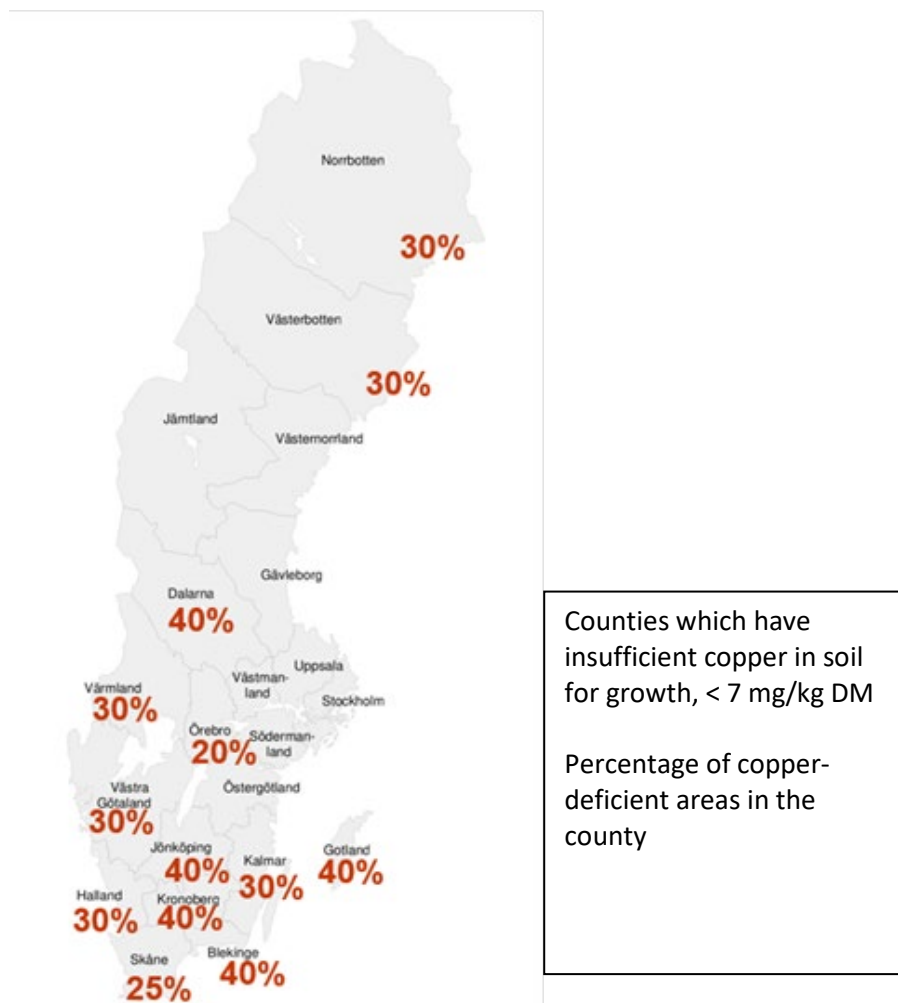 Norrbotten
30%
Västerbotten
30%
Jämtland
Västernorrland
Gävleborg
Dalarna
40%
Uppsala
Västman-
land
Stockholm
Värmland
30%
Örebro
20%
Söderman-
land
Västra
Götaland
30%
Östergötland
Jönköping
40%
Kalmar
30%
Gotland
40%
Halland
30%
Kronoberg
40%
Blekinge
40%
Skåne
25%
Counties which have
insufficient copper in soil
for growth, < 7 mg/kg DM
Percentage of copper-
deficient areas in the
county